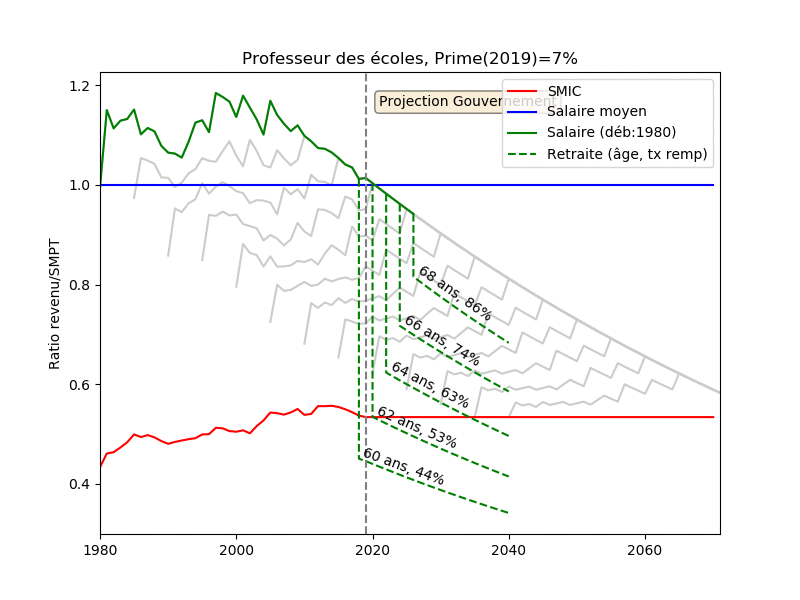 Professeur des écoles, Prime(2019)=7%
Ratio revenu/SMPT
1.2
1.0
0.8
0.6
0.4
1980
2000
2020
2040
2060
Projection Gouvernement
SMIC
Salaire moyen
Salaire (déb:1980)
Retraite (âge, tx remp)
68 ans, 86%
66 ans, 74%
64 ans, 63%
62 ans, 53%
60 ans, 44%